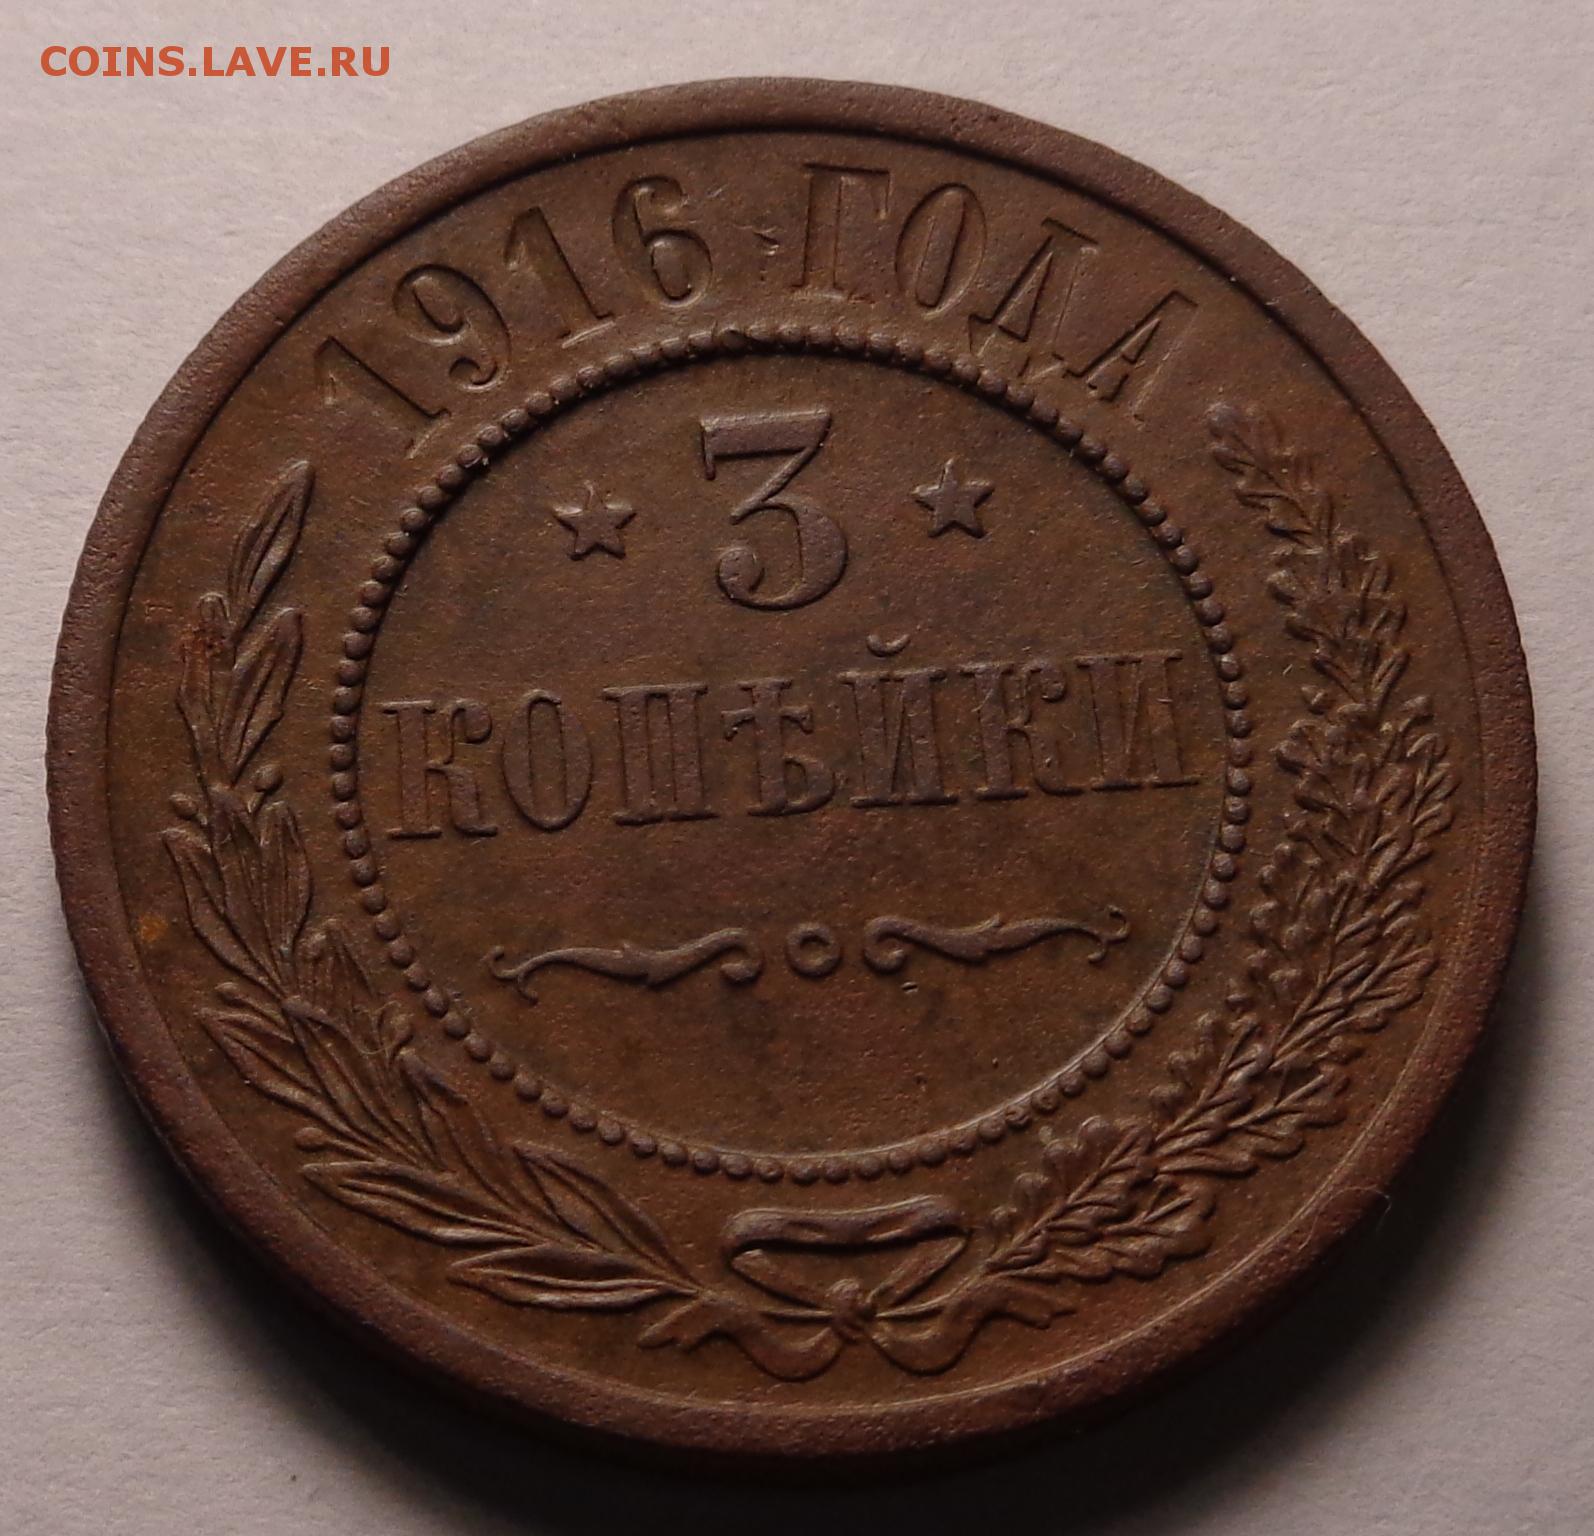 COINS.LAVE.RU
1916 ГОДА
3
КОПѢЙКИ